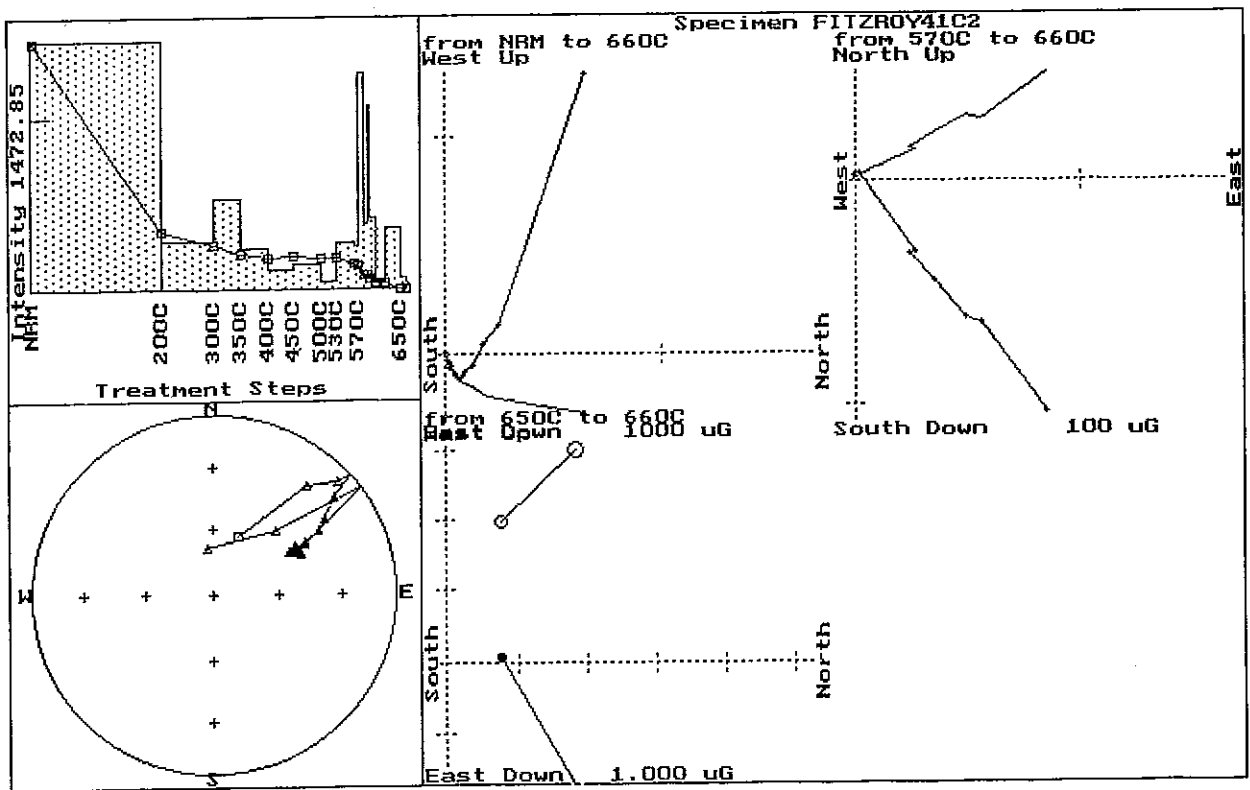 Specimen FITZROY41C2
from NRM to 660C
West Up
from 570C to 660C
North Up
Intensity 1472.85
NRM
200C
300C
350C
400C
450C
500C
530C
570C
650C
Treatment Steps
South
North
West
East
from 650C to 660C
1000 uG
South Down 100 uG
N
W
E
S
South
North
East Down 1.000 uG